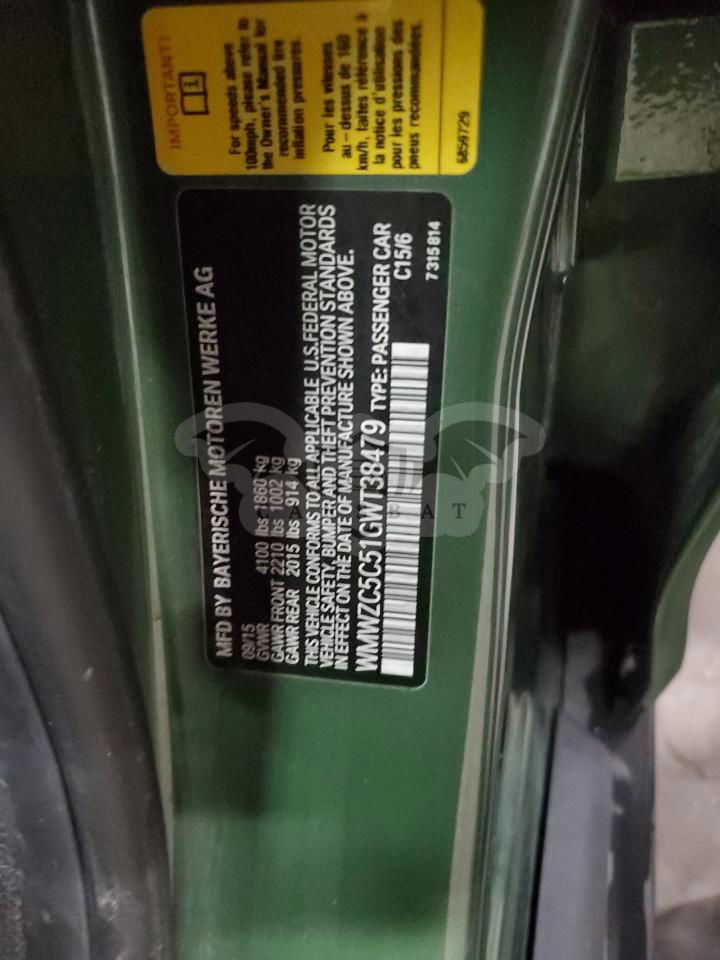 IMPORTANT!
For speeds above
100mph, please refer to
the Owner's Manual for
recommended tire
inflation pressures.
Pour les vitesses
au - dessus de 160
km/h, faites référence à
la notice d'utilisation
pour les pressions des
pneus recommandées.
6859729
MFD BY BAYERISCHE MOTOREN WERKE AG
09/15
GVWR 4100 lbs 1860 kg
GAWR FRONT 2210 lbs 1002 kg
GAWR REAR 2015 lbs 914 kg
THIS VEHICLE CONFORMS TO ALL APPLICABLE U.S.FEDERAL MOTOR
VEHICLE SAFETY, BUMPER AND THEFT PREVENTION STANDARDS
IN EFFECT ON THE DATE OF MANUFACTURE SHOWN ABOVE.
WMWZC5C51GWT38479 TYPE: PASSENGER CAR
C15/6
7 315 814